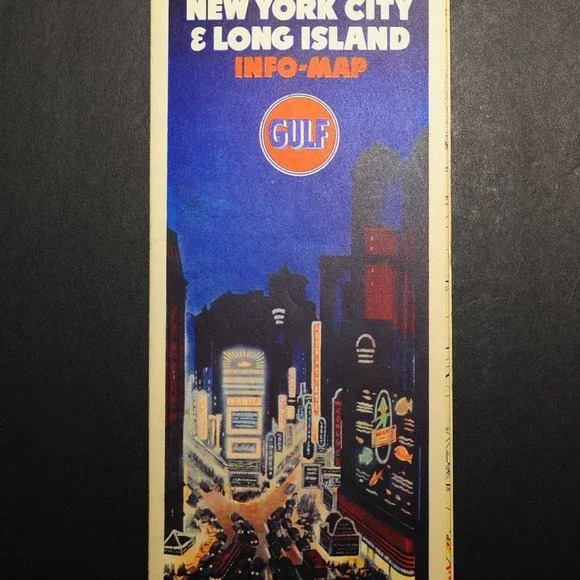 NEW YORK CITY
& LONG ISLAND
INFO-MAP
GULF